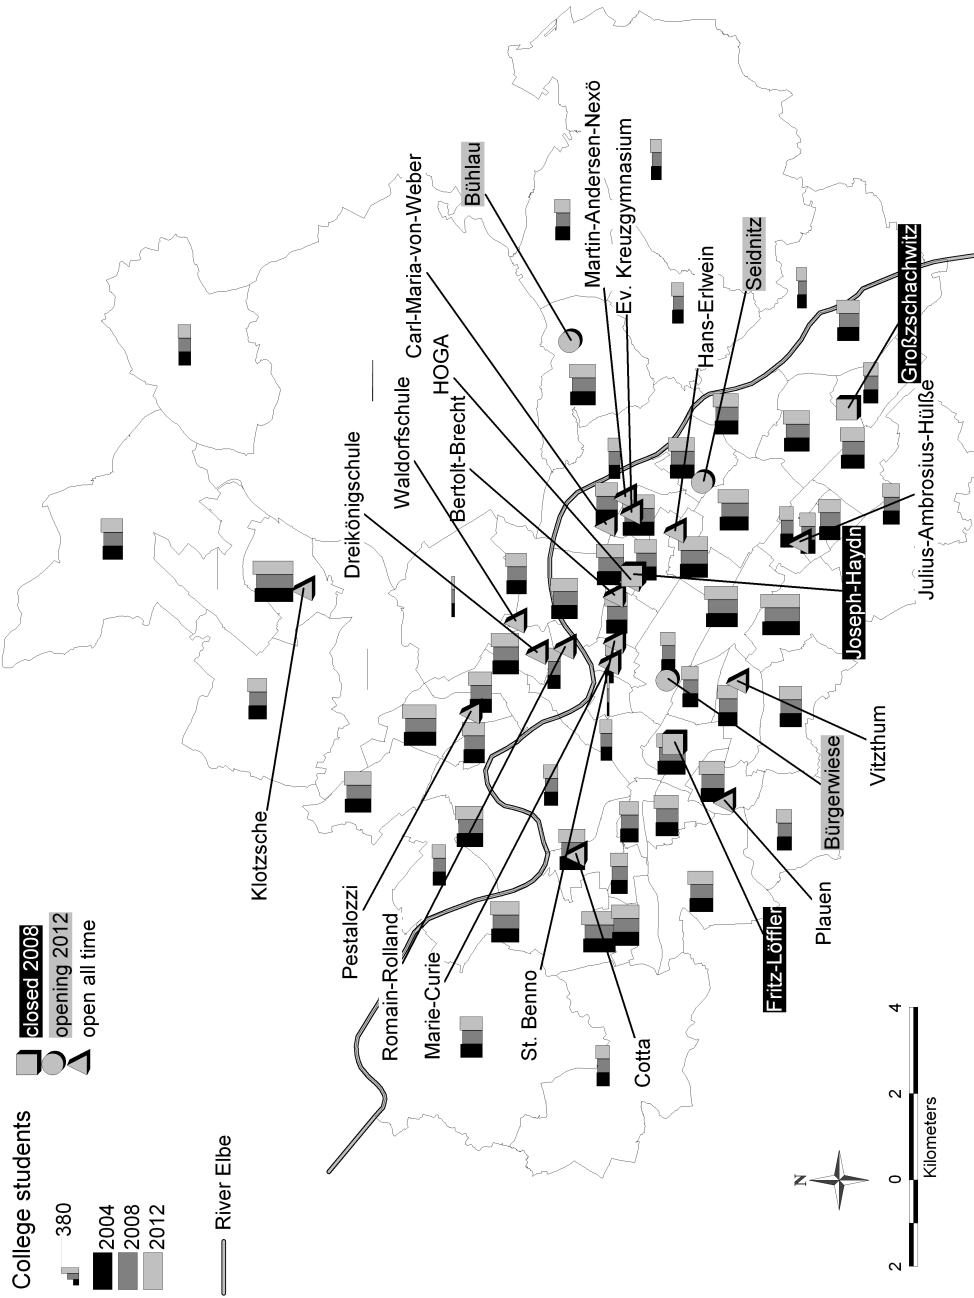 College students
380
2004
2008
2012
River Elbe
closed 2008
opening 2012
open all time
Klotzsche
Pestalozzi
Romain-Rolland
Marie-Curie
St. Benno
Cotta
Dreikönigschule
Waldorfschule
Bertolt-Brecht
HOGA
Carl-Maria-von-Weber
Bühlau
Martin-Andersen-Nexö
Ev. Kreuzgymnasium
Hans-Erlwein
Seidnitz
Großzschachwitz
Julius-Ambrosius-Hülße
Joseph-Haydn
Vitzthum
Bürgerwiese
Plauen
Fritz-Löffler
N
2 0 2 4
Kilometers